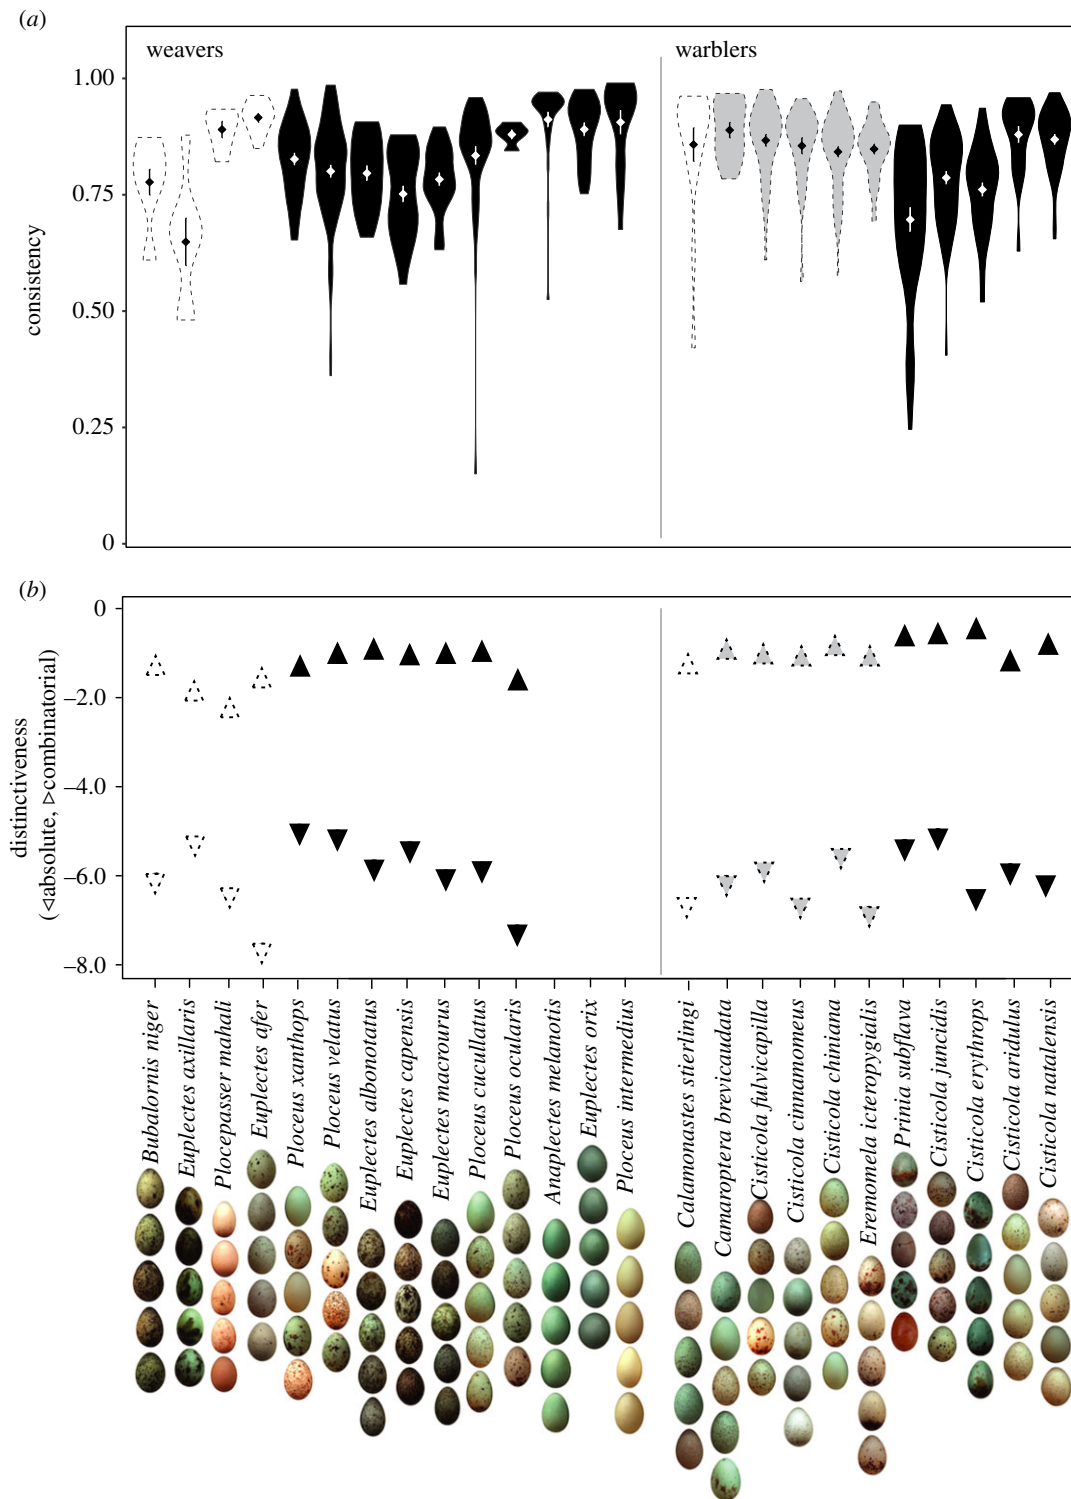 (a)
weavers
warblers
1.00
0.75
0.50
0.25
0
consistency
(b)
0
–2.0
–4.0
–6.0
–8.0
distinctiveness
(◃absolute, ▹combinatorial)
Bubalornis niger
Euplectes axillaris
Plocepasser mahali
Euplectes afer
Ploceus xanthops
Ploceus velatus
Euplectes albonotatus
Euplectes capensis
Euplectes macrourus
Ploceus cucullatus
Ploceus ocularis
Anaplectes melanotis
Euplectes orix
Ploceus intermedius
Calamonastes stierlingi
Camaroptera brevicaudata
Cisticola fulvicapilla
Cisticola cinnamomeus
Cisticola chiniana
Eremomela icteropygialis
Prinia subflava
Cisticola juncidis
Cisticola erythrops
Cisticola aridulus
Cisticola natalensis